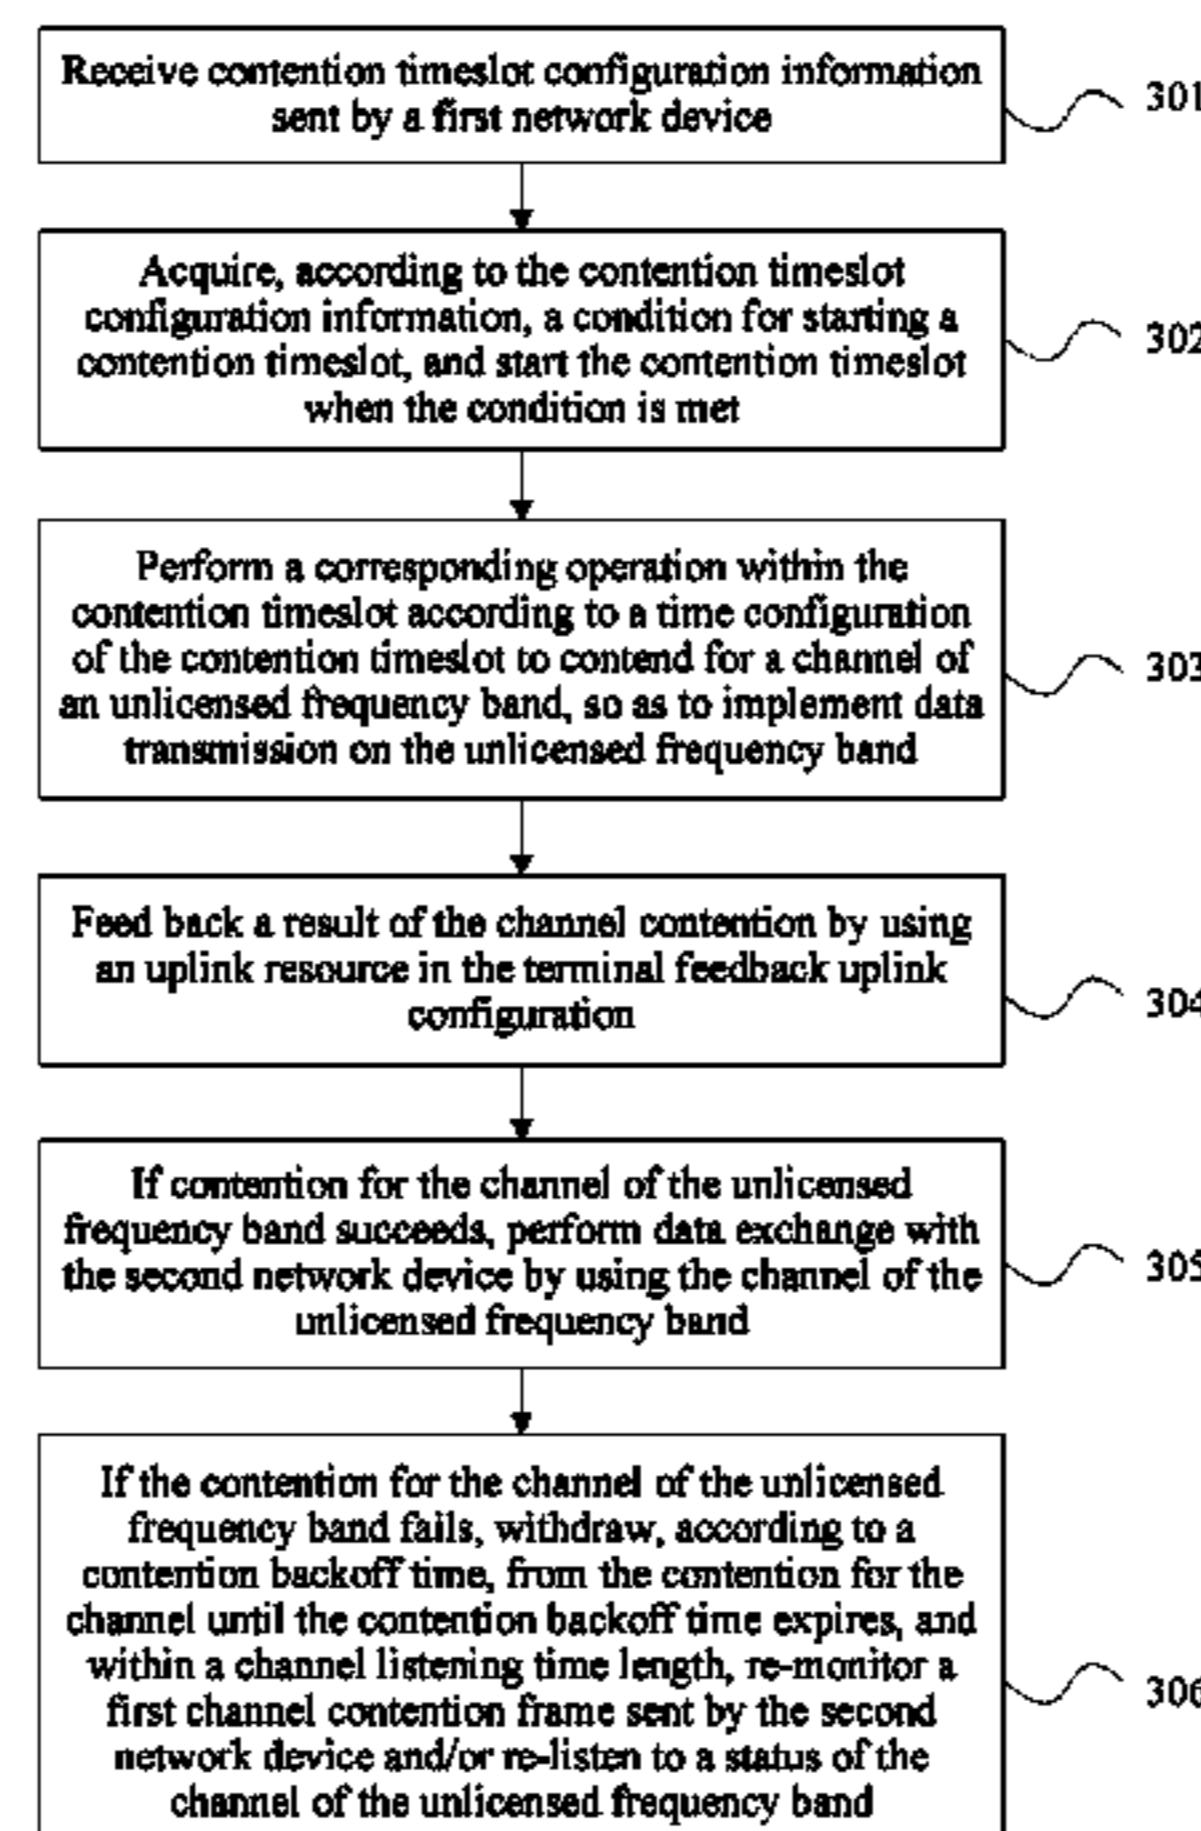 Receive contention timeslot configuration information
sent by a first network device
301
Acquire, according to the contention timeslot
configuration information, a condition for starting a
contention timeslot, and start the contention timeslot
when the condition is met
302
Perform a corresponding operation within the
contention timeslot according to a time configuration
of the contention timeslot to contend for a channel of
an unlicensed frequency band, so as to implement data
transmission on the unlicensed frequency band
303
Feed back a result of the channel contention by using
an uplink resource in the terminal feedback uplink
configuration
304
If contention for the channel of the unlicensed
frequency band succeeds, perform data exchange with
the second network device by using the channel of the
unlicensed frequency band
305
If the contention for the channel of the unlicensed
frequency band fails, withdraw, according to a
contention backoff time, from the contention for the
channel until the contention backoff time expires, and
within a channel listening time length, re-monitor a
first channel contention frame sent by the second
network device and/or re-listen to a status of the
channel of the unlicensed frequency band
306